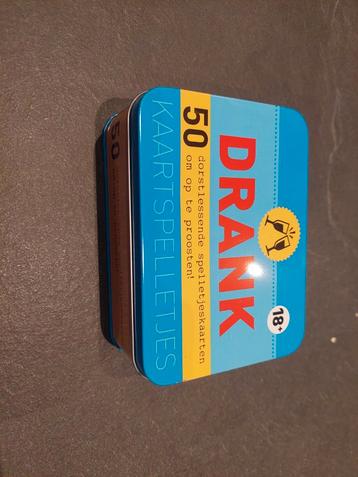 DRANK
18+
50
dorstlessende spelletjeskaarten
om op te proosten!
KAARTSPELLETJES
50